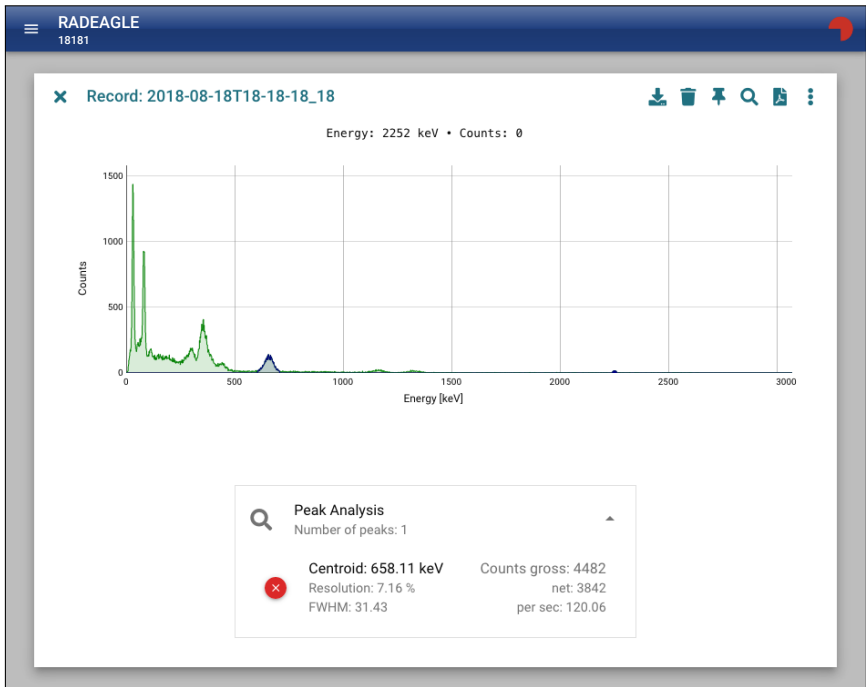 RADEAGLE
18181
Record: 2018-08-18T18-18-18_18
Energy: 2252 keV • Counts: 0
1500
1000
500
0
Counts
0 500 1000 1500 2000 2500 3000
Energy [keV]
Peak Analysis
Number of peaks: 1
Centroid: 658.11 keV Counts gross: 4482
Resolution: 7.16 % net: 3842
FWHM: 31.43 per sec: 120.06